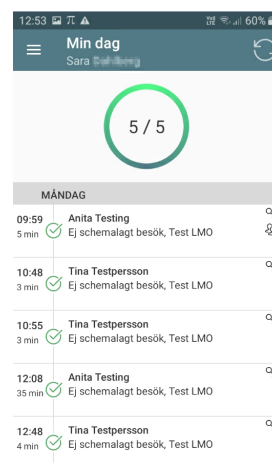 12:53 60%
Min dag
Sara
5 / 5
MÅNDAG
09:59 Anita Testing
5 min Ej schemalagt besök, Test LMO
10:48 Tina Testpersson
3 min Ej schemalagt besök, Test LMO
10:55 Tina Testpersson
3 min Ej schemalagt besök, Test LMO
12:08 Anita Testing
35 min Ej schemalagt besök, Test LMO
12:48 Tina Testpersson
4 min Ej schemalagt besök, Test LMO